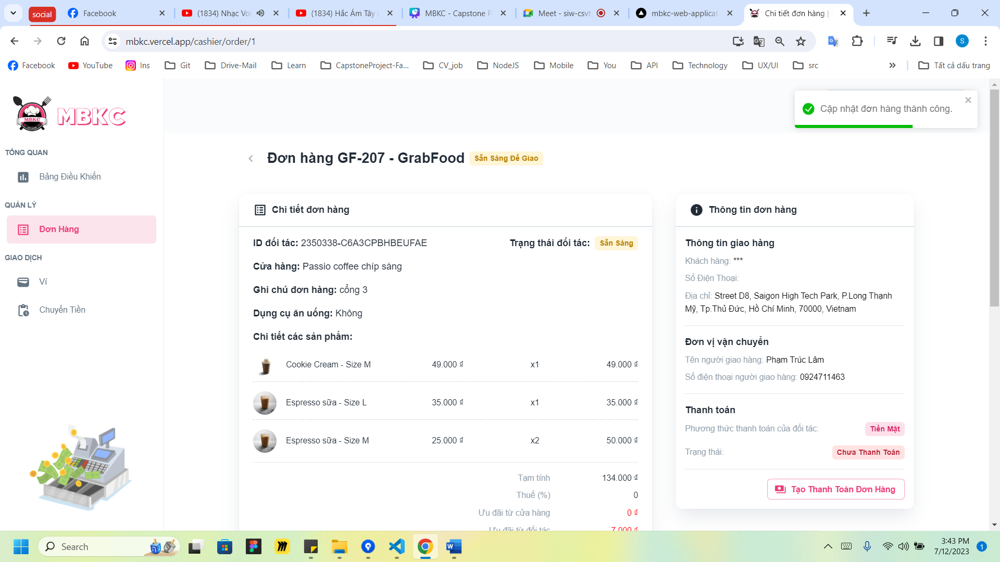 social
Facebook
(1834) Nhạc Voi
(1834) Hắc Ám Tây
MBKC - Capstone P
Meet - siw-csvt
mbkc-web-applicat
Chi tiết đơn hàng |
mbkc.vercel.app/cashier/order/1
S
Facebook
YouTube
Ins
Git
Drive-Mail
Learn
CapstoneProject-Fa...
CV_job
NodeJS
Mobile
You
API
Technology
UX/UI
src
Tất cả dấu trang
MBKC
MBKC
Cập nhật đơn hàng thành công.
TỔNG QUAN
Bảng Điều Khiển
QUẢN LÝ
Đơn Hàng
GIAO DỊCH
Ví
Chuyển Tiền
Đơn hàng GF-207 - GrabFood
Sẵn Sàng Để Giao
Chi tiết đơn hàng
ID đối tác: 2350338-C6A3CPBHBEUFAE
Trạng thái đối tác: Sẵn Sàng
Cửa hàng: Passio coffee chíp sáng
Ghi chú đơn hàng: cổng 3
Dụng cụ ăn uống: Không
Chi tiết các sản phẩm:
Cookie Cream - Size M 49.000 ₫ x1 49.000 ₫
Espresso sữa - Size L 35.000 ₫ x1 35.000 ₫
Espresso sữa - Size M 25.000 ₫ x2 50.000 ₫
Tạm tính 134.000 ₫
Thuế (%) 0
Ưu đãi từ cửa hàng 0 ₫
Ưu đãi từ đối tác 7.000 ₫
Thông tin đơn hàng
Thông tin giao hàng
Khách hàng: ***
Số Điện Thoại:
Địa chỉ: Street D8, Saigon High Tech Park, P.Long Thạnh
Mỹ, Tp.Thủ Đức, Hồ Chí Minh, 70000, Vietnam
Đơn vị vận chuyển
Tên người giao hàng: Phạm Trúc Lâm
Số điện thoại người giao hàng: 0924711463
Thanh toán
Phương thức thanh toán của đối tác: Tiền Mặt
Trạng thái: Chưa Thanh Toán
Tạo Thanh Toán Đơn Hàng
Search
3:43 PM
7/12/2023
1